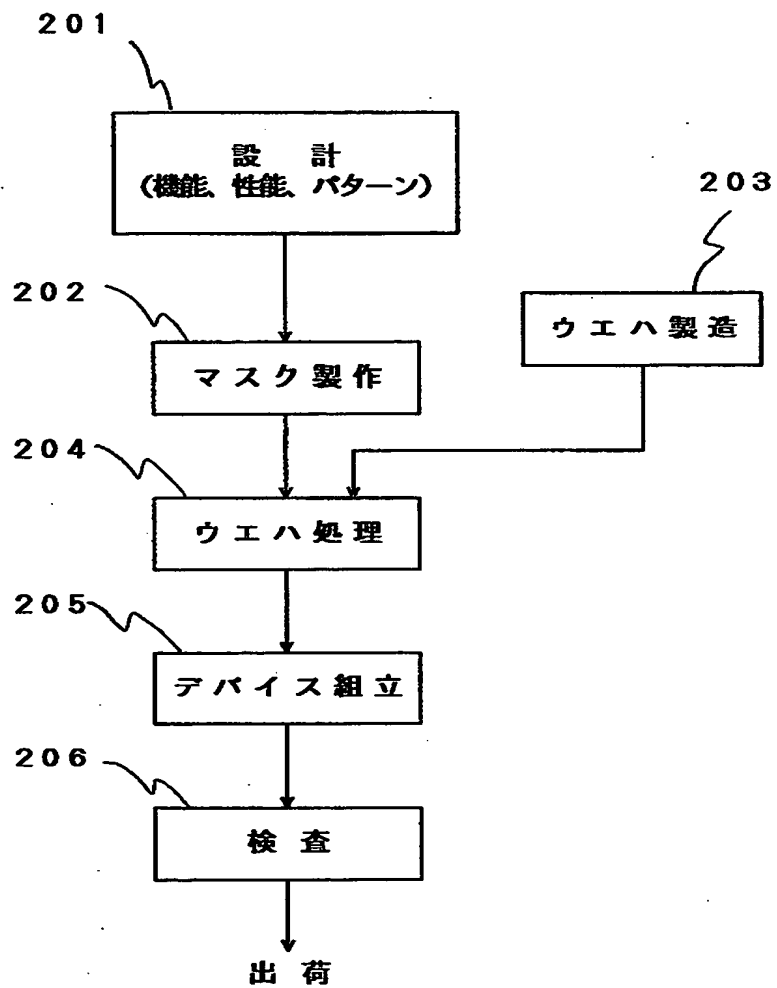 201
設計
(機能、性能、パターン)
203
202
ウエハ製造
マスク製作
204
ウエハ処理
205
デバイス組立
206
検査
出荷